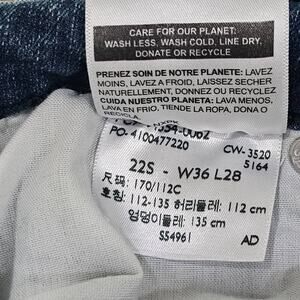 CARE FOR OUR PLANET:
WASH LESS, WASH COLD, LINE DRY,
DONATE OR RECYCLE
PRENEZ SOIN DE NOTRE PLANETE: LAVEZ
MOINS, LAVEZ A FROID, LAISSEZ SECHER
NATURELLEMENT, DONNEZ OU RECYCLEZ
CUIDA NUESTRO PLANETA: LAVA MENOS,
LAVA EN FRIO, TIENDE LA ROPA, DONA O
RECICLA.
PO- 4100477220
CW- 3520
5164
22S - W36 L28
尺码: 170/112C
호칭: 112-135 허리둘레: 112 cm
엉덩이둘레: 135 cm
S54961
AD